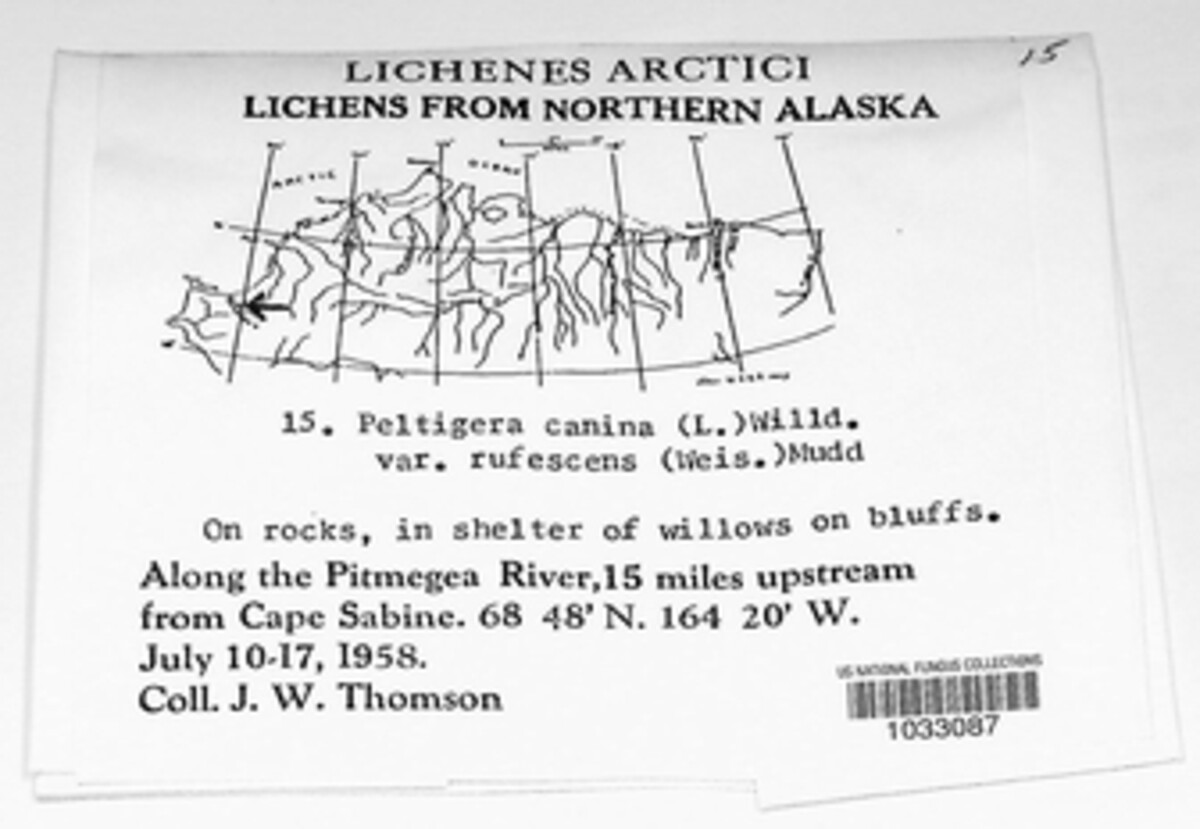 15
LICHENES ARCTICI
LICHENS FROM NORTHERN ALASKA
ARCTIC
15. Peltigera canina (L.)Willd.
var. rufescens (Weis.)Mudd
On rocks, in shelter of willows on bluffs.
Along the Pitmegea River,15 miles upstream
from Cape Sabine. 68 48' N. 164 20' W.
July 10-17, 1958.
Coll. J. W. Thomson
US NATIONAL FUNGUS COLLECTIONS
1033087